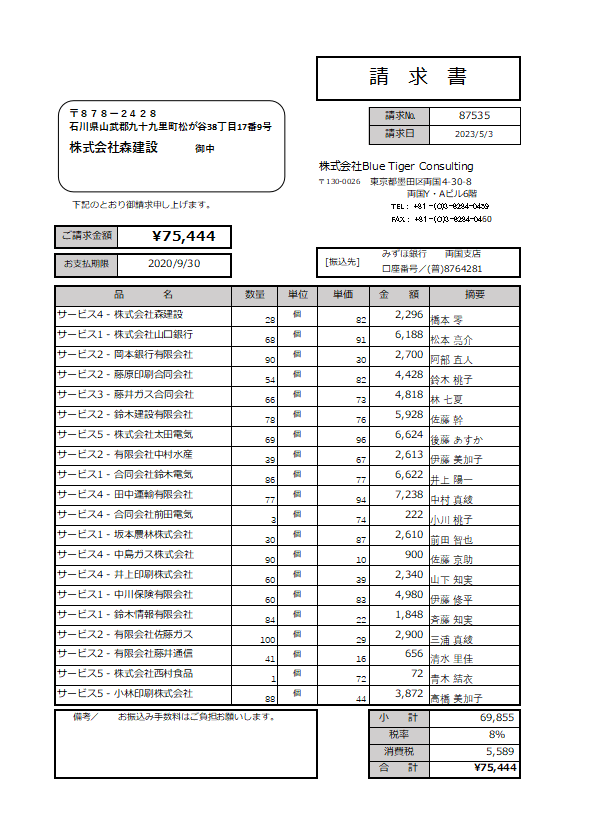 請 求 書
〒878－2428
石川県山武郡九十九里町松が谷38丁目17番9号
株式会社森建設 御中
請求No. 87535
請求日 2023/5/3
株式会社Blue Tiger Consulting
〒130-0026 東京都墨田区両国4-30-8
両国Y・Aビル6階
TEL： +81-(0)3-6284-0459
FAX： +81-(0)3-6284-0460
下記のとおり御請求申し上げます。
ご請求金額 ¥75,444
お支払期限 2020/9/30
[振込先] みずほ銀行 両国支店
口座番号／(普)8764281
品 名 数量 単位 単価 金 額 摘要
サービス4 - 株式会社森建設 28 個 82 2,296 橋本 零
サービス1 - 株式会社山口銀行 68 個 91 6,188 松本 亮介
サービス2 - 岡本銀行有限会社 90 個 30 2,700 阿部 直人
サービス2 - 藤原印刷合同会社 54 個 82 4,428 鈴木 桃子
サービス3 - 藤井ガス合同会社 66 個 73 4,818 林 七夏
サービス2 - 鈴木建設有限会社 78 個 76 5,928 佐藤 幹
サービス5 - 株式会社太田電気 69 個 96 6,624 後藤 あすか
サービス2 - 有限会社中村水産 39 個 67 2,613 伊藤 美加子
サービス1 - 合同会社鈴木電気 86 個 77 6,622 井上 陽一
サービス4 - 田中運輸有限会社 77 個 94 7,238 中村 真綾
サービス4 - 合同会社前田電気 3 個 74 222 小川 桃子
サービス1 - 坂本農林株式会社 30 個 87 2,610 前田 智也
サービス4 - 中島ガス株式会社 90 個 10 900 佐藤 京助
サービス4 - 井上印刷株式会社 60 個 39 2,340 山下 知実
サービス1 - 中川保険有限会社 60 個 83 4,980 伊藤 修平
サービス1 - 鈴木情報有限会社 84 個 22 1,848 斉藤 知実
サービス2 - 有限会社佐藤ガス 100 個 29 2,900 三浦 真綾
サービス2 - 有限会社藤井通信 41 個 16 656 清水 里佳
サービス5 - 株式会社西村食品 1 個 72 72 青木 結衣
サービス5 - 小林印刷株式会社 88 個 44 3,872 高橋 美加子
備考／ お振込み手数料はご負担お願いします。
小 計 69,855
税率 8%
消費税 5,589
合 計 ¥75,444